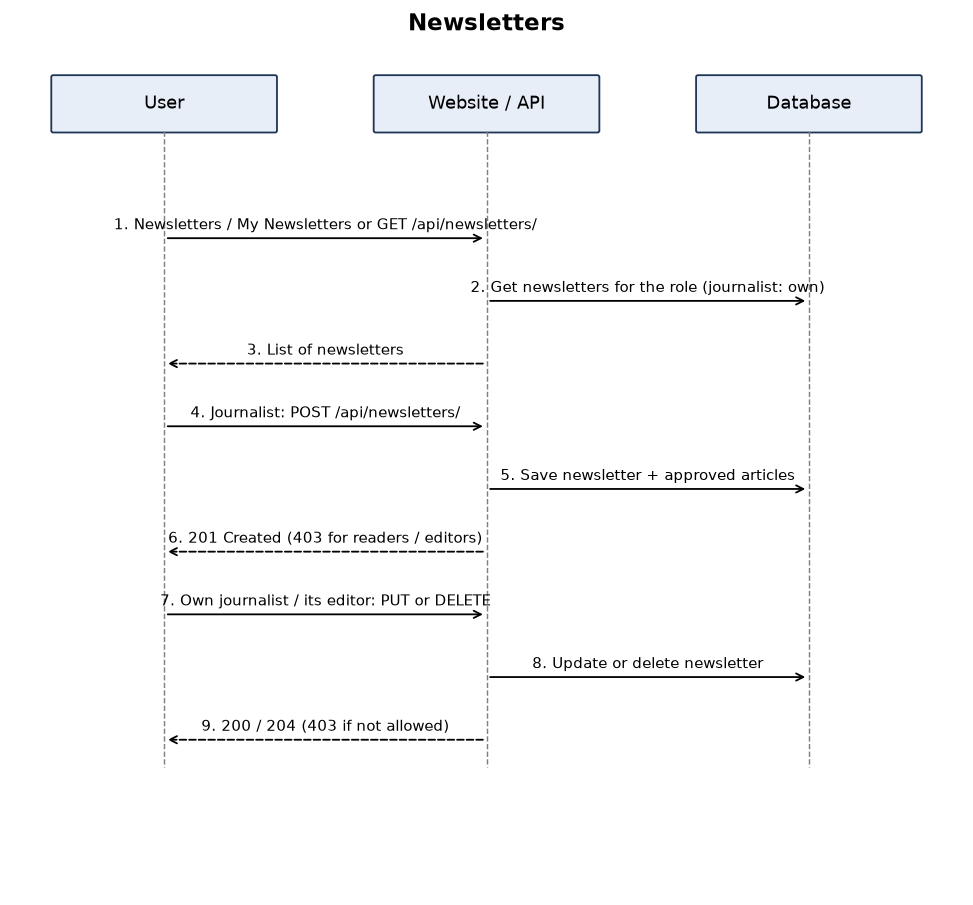 Newsletters
User
Website / API
Database
1. Newsletters / My Newsletters or GET /api/newsletters/
2. Get newsletters for the role (journalist: own)
3. List of newsletters
4. Journalist: POST /api/newsletters/
5. Save newsletter + approved articles
6. 201 Created (403 for readers / editors)
7. Own journalist / its editor: PUT or DELETE
8. Update or delete newsletter
9. 200 / 204 (403 if not allowed)